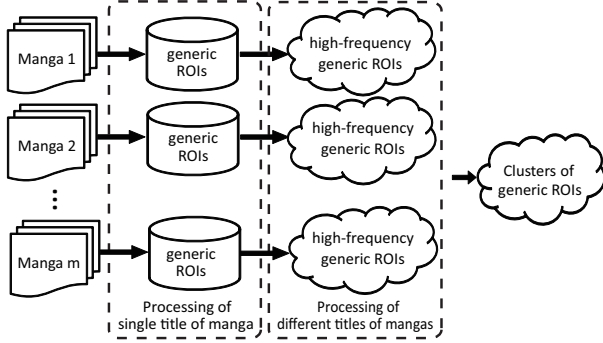 Manga 1
generic
ROIs
high-frequency
generic ROIs
Manga 2
generic
ROIs
high-frequency
generic ROIs
Clusters of
generic ROIs
Manga m
generic
ROIs
high-frequency
generic ROIs
Processing of
single title of manga
Processing of
different titles of mangas